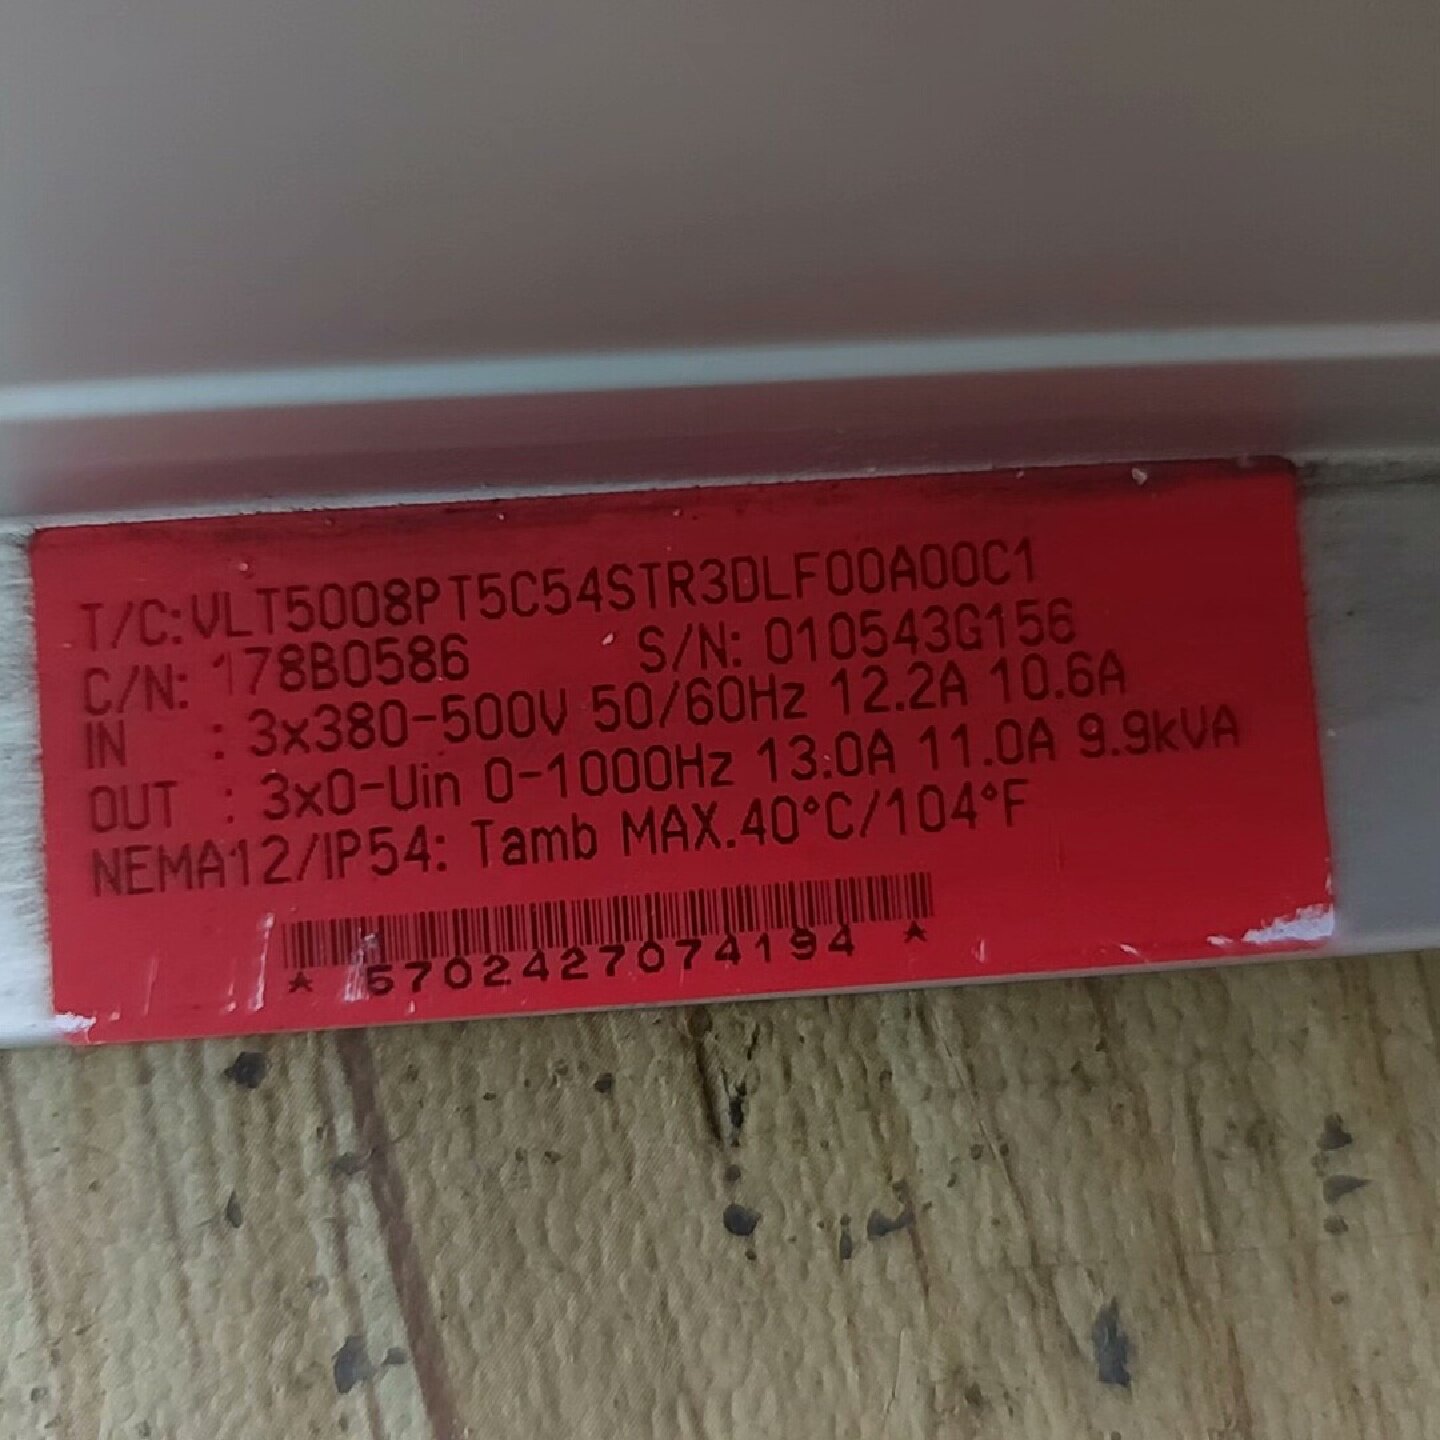 T/C: VLT5008PT5C54STR3DLF00A00C1
C/N: 178B0586 S/N: 010543G156
IN : 3x380-500V 50/60Hz 12.2A 10.6A
OUT : 3x0-Uin 0-1000Hz 13.0A 11.0A 9.9kVA
NEMA12/IP54: Tamb MAX.40°C/104°F
* 5702427074194 *